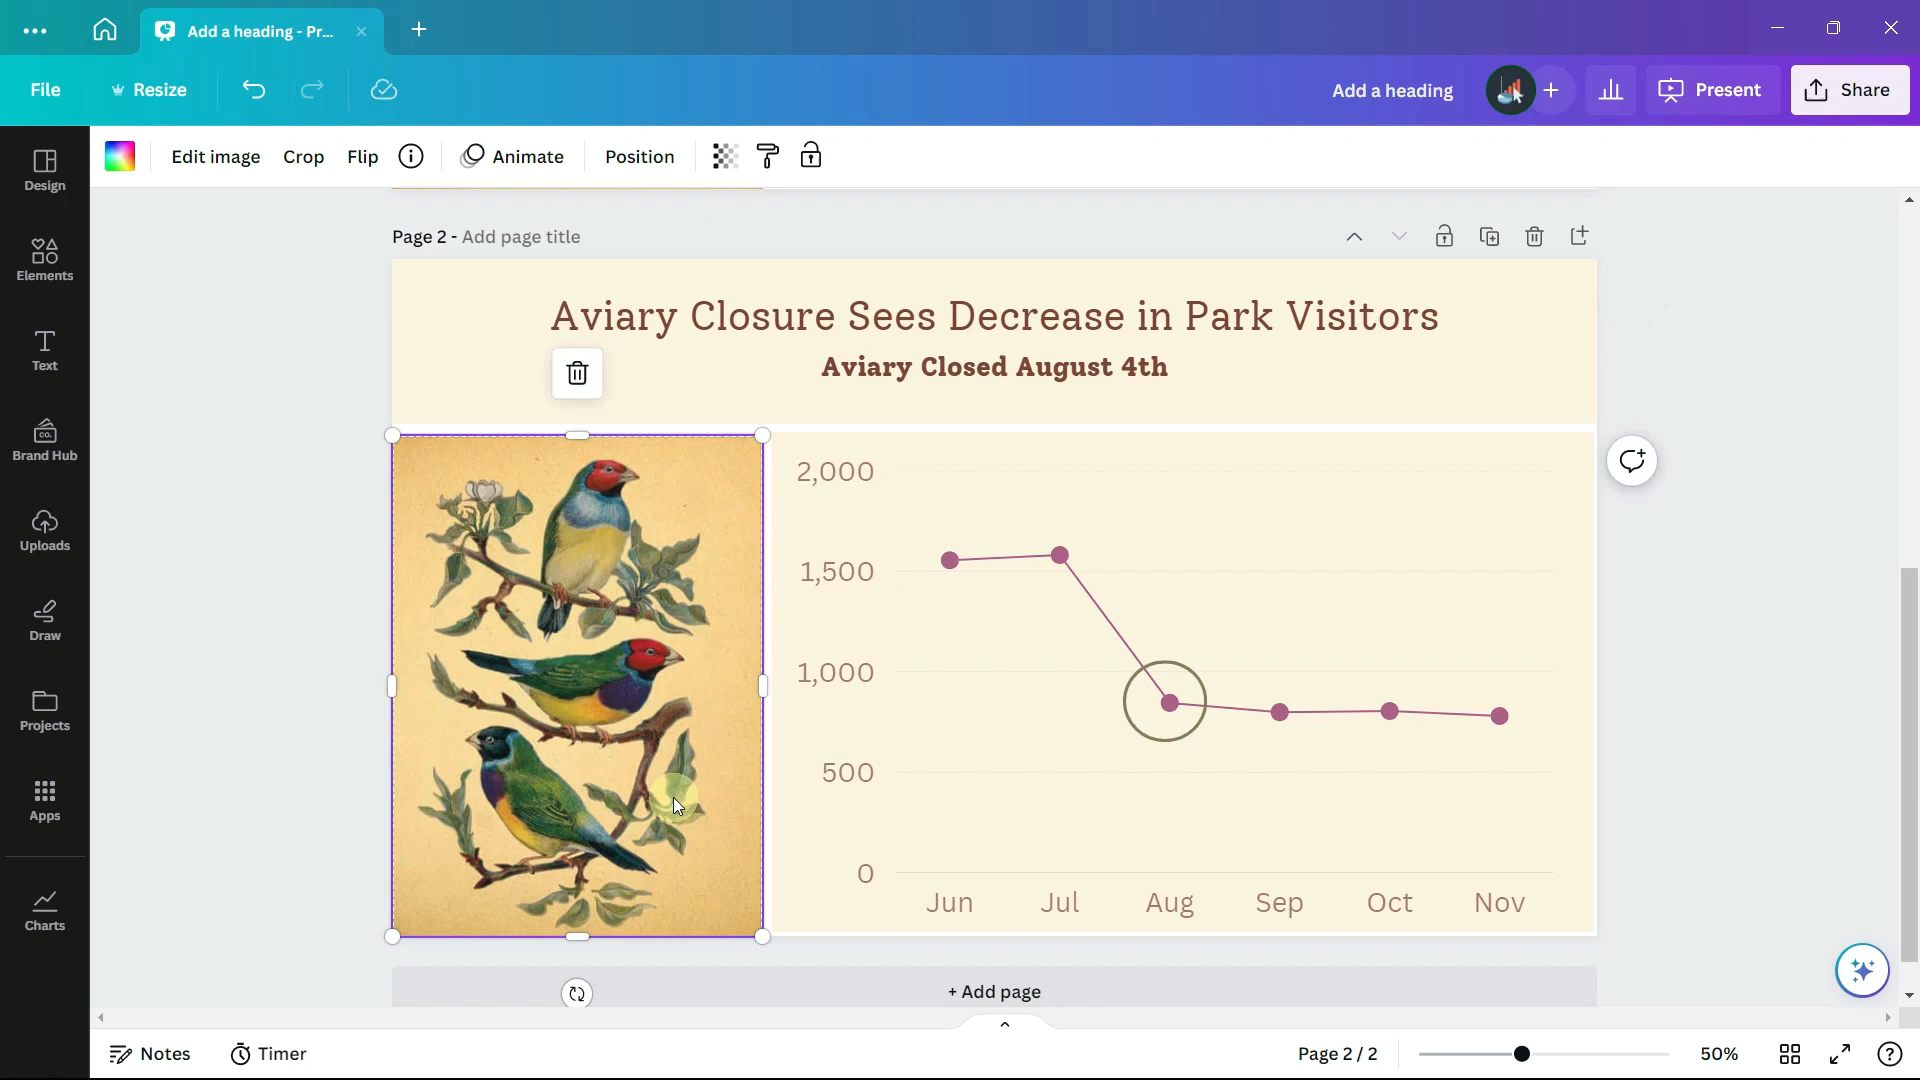 Add a heading - Pr...
File
Resize
Add a heading
Present
Share
Edit image
Crop
Flip
Animate
Position
Design
Elements
Text
CO.
Brand Hub
Uploads
Draw
Projects
Apps
Charts
Page 2 - Add page title
Aviary Closure Sees Decrease in Park Visitors
Aviary Closed August 4th
2,000
1,500
1,000
500
0
Jun Jul Aug Sep Oct Nov
+ Add page
Notes
Timer
Page 2 / 2
50%